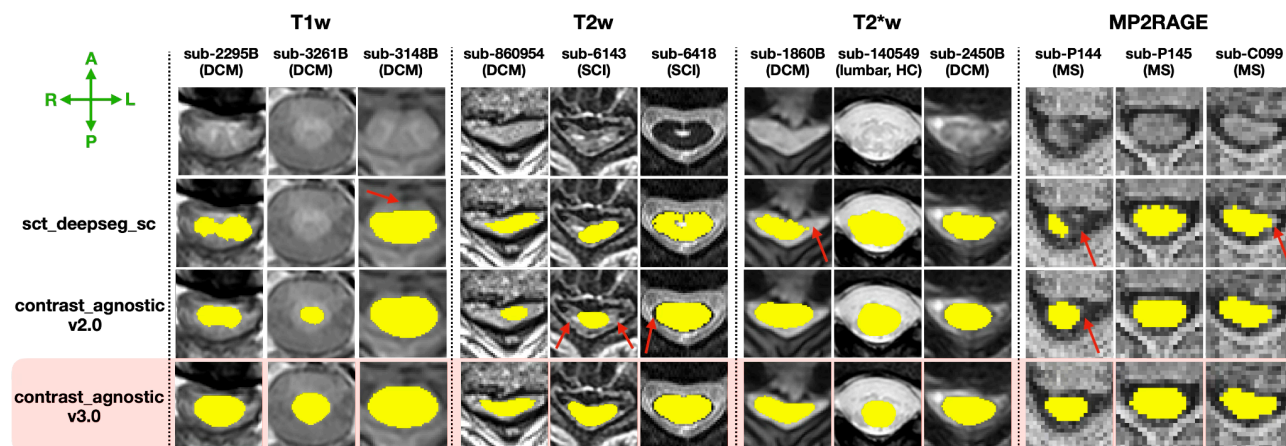 T1w T2w T2*w MP2RAGE
sub-2295B sub-3261B sub-3148B sub-860954 sub-6143 sub-6418 sub-1860B sub-140549 sub-2450B sub-P144 sub-P145 sub-C099
(DCM) (DCM) (DCM) (DCM) (SCI) (SCI) (DCM) (lumbar, HC) (DCM) (MS) (MS) (MS)
A
R L
P
sct_deepseg_sc
contrast_agnostic
v2.0
contrast_agnostic
v3.0